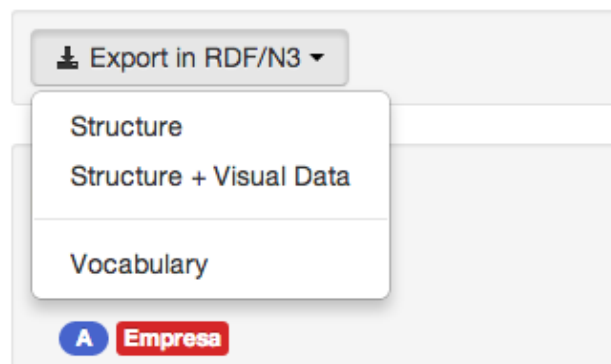 Export in RDF/N3
Structure
Structure + Visual Data
Vocabulary
A Empresa